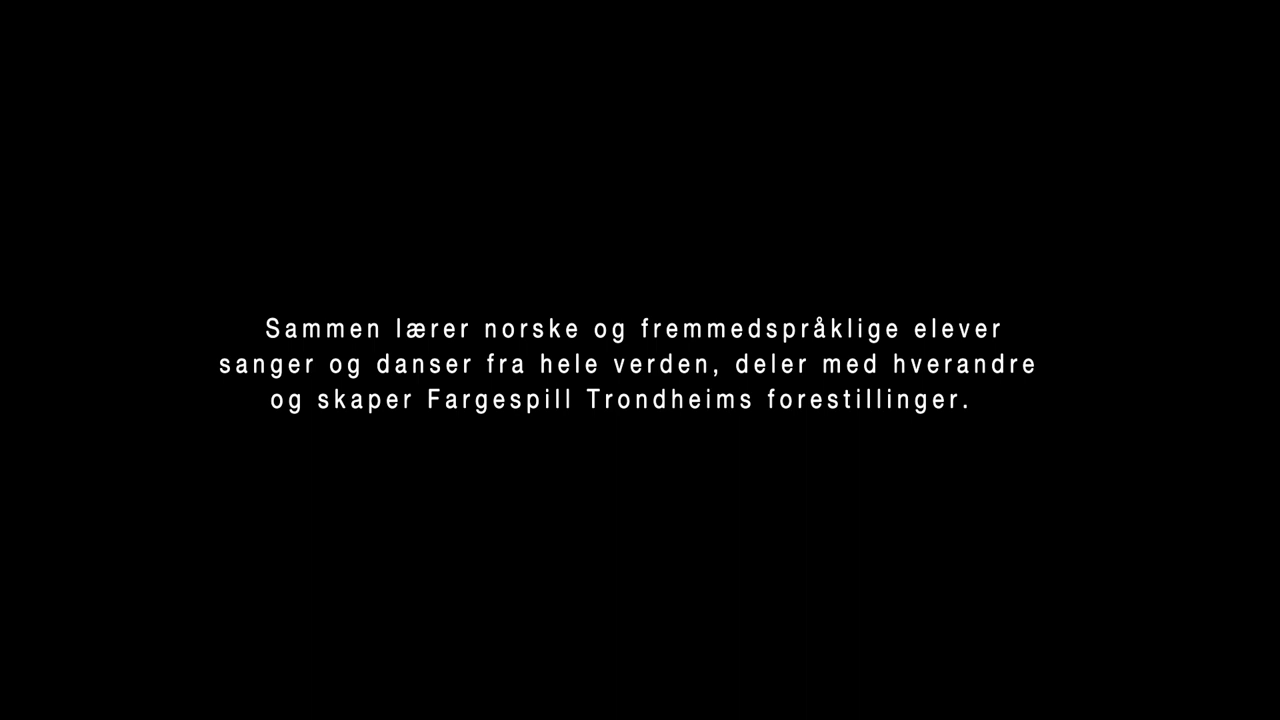 Sammen lærer norske og fremmedspråklige elever
sanger og danser fra hele verden, deler med hverandre
og skaper Fargespill Trondheims forestillinger.